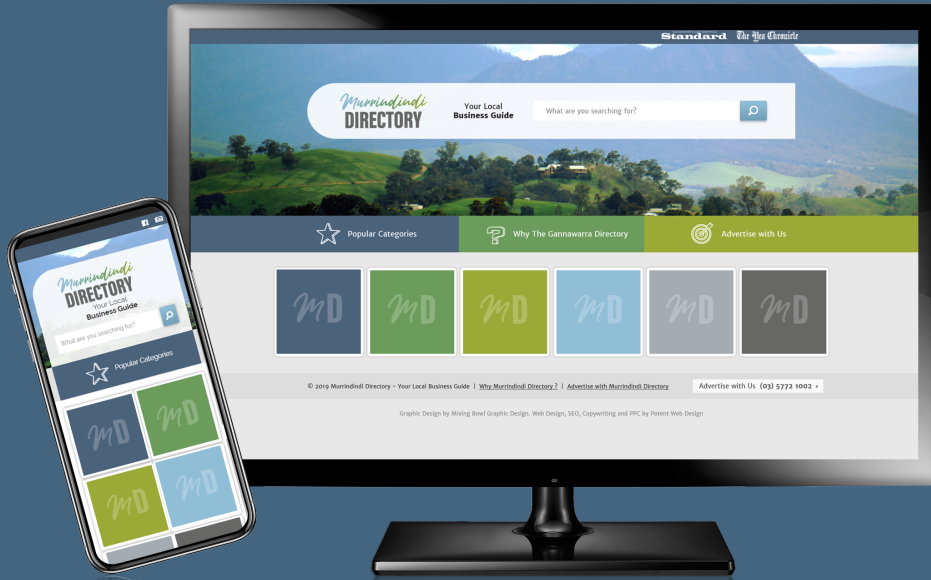 Standard The Yea Chronicle
Murrindindi
DIRECTORY
Your Local
Business Guide
What are you searching for?
Popular Categories
Why The Gannawarra Directory
Advertise with Us
MD MD MD MD MD MD
© 2019 Murrindindi Directory - Your Local Business Guide | Why Murrindindi Directory ? | Advertise with Murrindindi Directory
Advertise with Us (03) 5772 1002 >
Graphic Design by Mixing Bowl Graphic Design. Web Design, SEO, Copywriting and PPC by Potent Web Design
Murrindindi
DIRECTORY
Your Local
Business Guide
What are you searching for?
Popular Categories
MD MD
MD MD